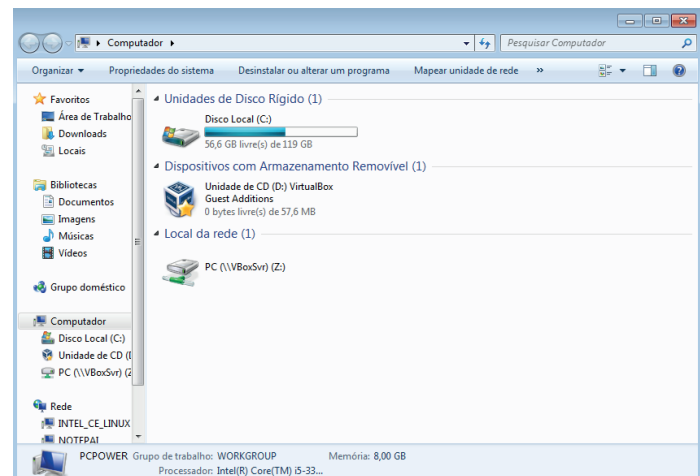 Computador
Pesquisar Computador
Organizar
Propriedades do sistema
Desinstalar ou alterar um programa
Mapear unidade de rede
»
Favoritos
Área de Trabalho
Downloads
Locais
Bibliotecas
Documentos
Imagens
Músicas
Vídeos
Grupo doméstico
Computador
Disco Local (C:)
Unidade de CD (
PC (\\VBoxSvr) (Z
Rede
INTEL_CE_LINUX
NOTEPAI
Unidades de Disco Rígido (1)
Disco Local (C:)
56,6 GB livre(s) de 119 GB
Dispositivos com Armazenamento Removível (1)
Unidade de CD (D:) VirtualBox
Guest Additions
0 bytes livre(s) de 57,6 MB
Local da rede (1)
PC (\\VBoxSvr) (Z:)
PCPOWER Grupo de trabalho: WORKGROUP Memória: 8,00 GB
Processador: Intel(R) Core(TM) i5-33...